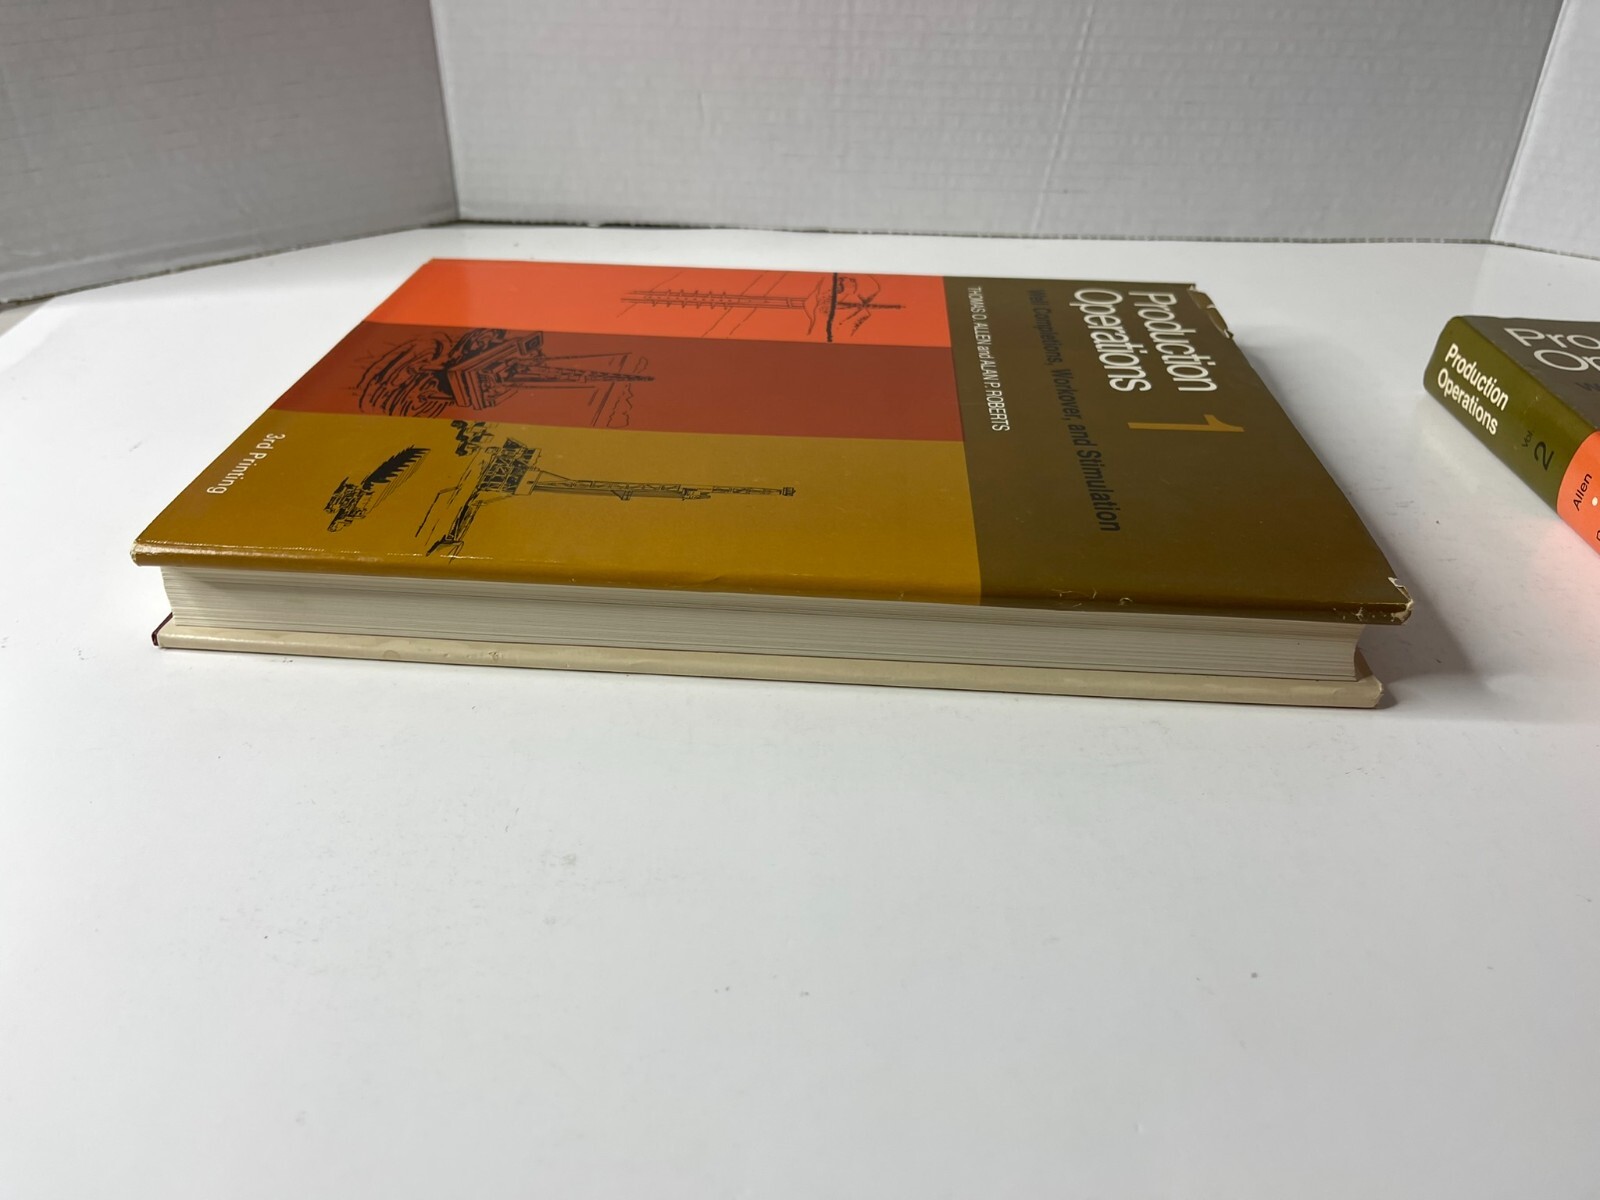 Production 1
Operations
Well Completions, Workover, and Stimulation
THOMAS O. ALLEN and ALAN P. ROBERTS
3rd Printing
Production
Operations
Vol.
2
Allen